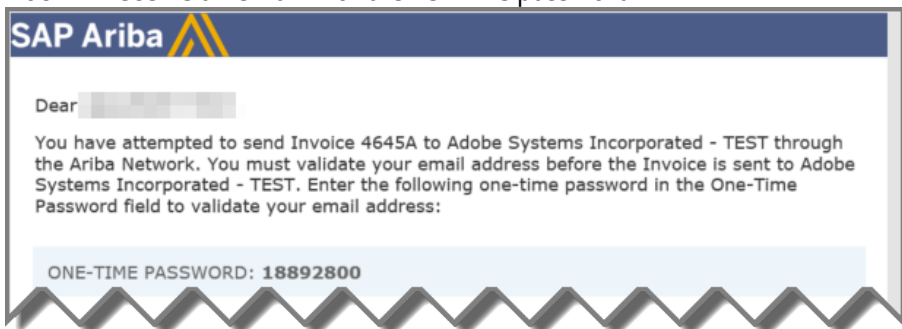 SAP Ariba
Dear
You have attempted to send Invoice 4645A to Adobe Systems Incorporated - TEST through
the Ariba Network. You must validate your email address before the Invoice is sent to Adobe
Systems Incorporated - TEST. Enter the following one-time password in the One-Time
Password field to validate your email address:
ONE-TIME PASSWORD: 18892800